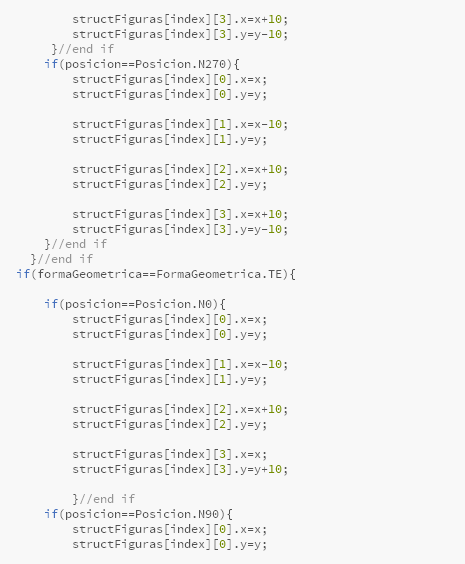 structFiguras[index][3].x=x+10;
structFiguras[index][3].y=y-10;
}//end if
if(posicion==Posicion.N270){
structFiguras[index][0].x=x;
structFiguras[index][0].y=y;
structFiguras[index][1].x=x-10;
structFiguras[index][1].y=y;
structFiguras[index][2].x=x+10;
structFiguras[index][2].y=y;
structFiguras[index][3].x=x+10;
structFiguras[index][3].y=y-10;
}//end if
}//end if
if(formaGeometrica==FormaGeometrica.TE){
if(posicion==Posicion.N0){
structFiguras[index][0].x=x;
structFiguras[index][0].y=y;
structFiguras[index][1].x=x-10;
structFiguras[index][1].y=y;
structFiguras[index][2].x=x+10;
structFiguras[index][2].y=y;
structFiguras[index][3].x=x;
structFiguras[index][3].y=y+10;
}//end if
if(posicion==Posicion.N90){
structFiguras[index][0].x=x;
structFiguras[index][0].y=y;